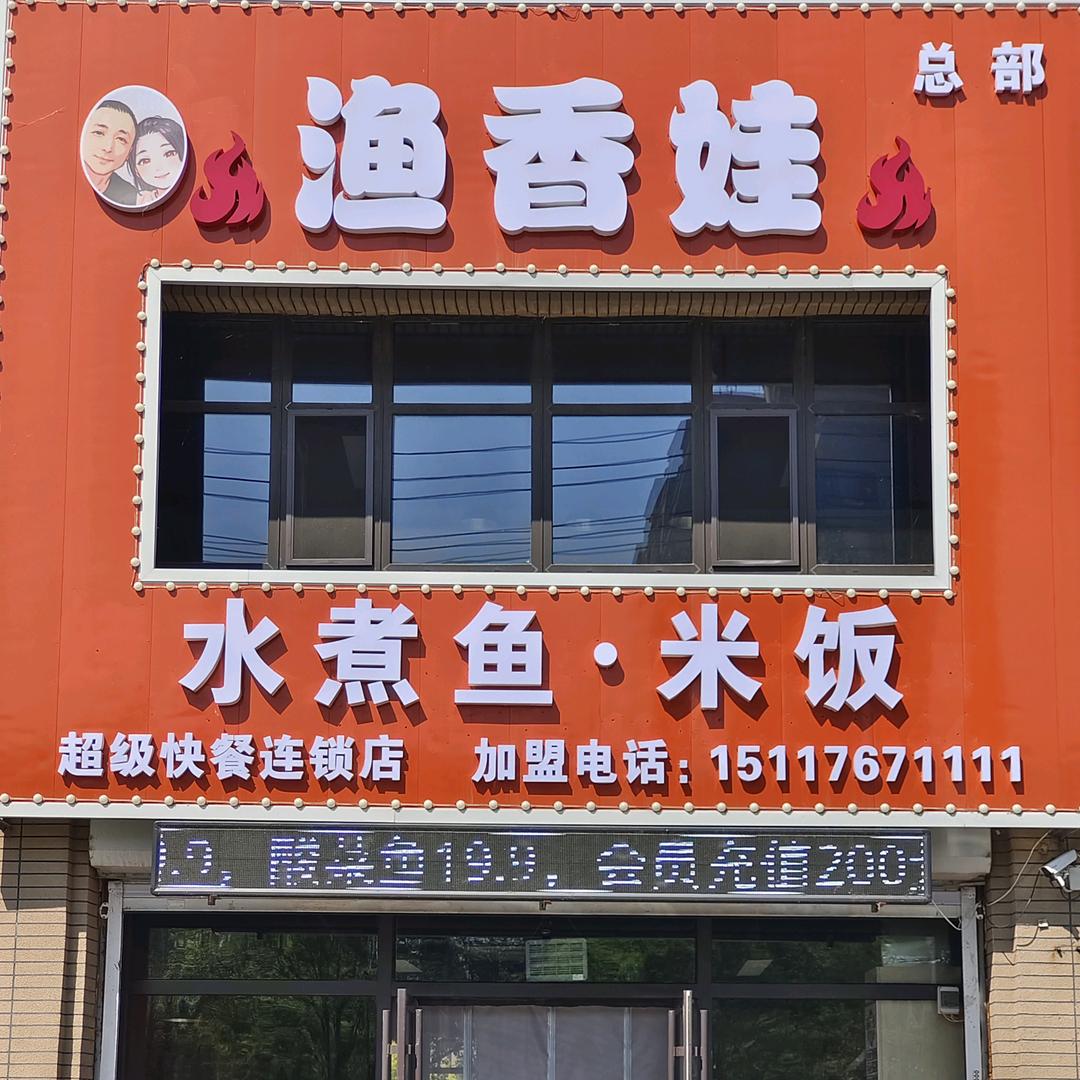 总部
渔香娃
水煮鱼·米饭
超级快餐连锁店 加盟电话:15117671111
.9，酸菜鱼19.9，会员充值200